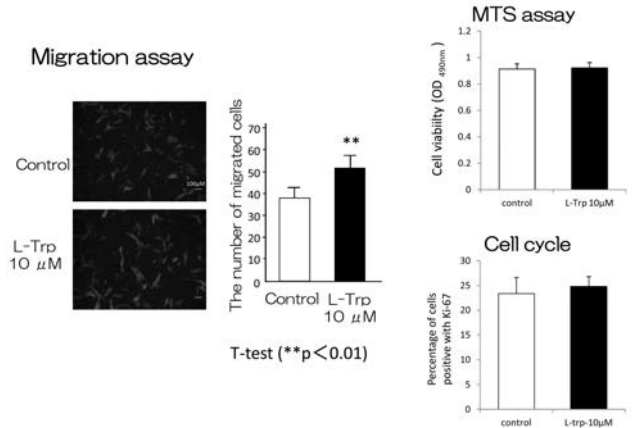 Migration assay
Control
100μM
L-Trp
10 μM
The number of migrated cells
70
60
50
40
30
20
10
0
**
Control
L-Trp
10 μM
T-test (**p<0.01)
MTS assay
Cell viability (OD 490nm)
1.2
1
0.8
0.6
0.4
0.2
0
control
L-Trp 10μM
Cell cycle
Percentage of cells
positive with Ki-67
30
25
20
15
10
5
0
control
L-trp-10μM